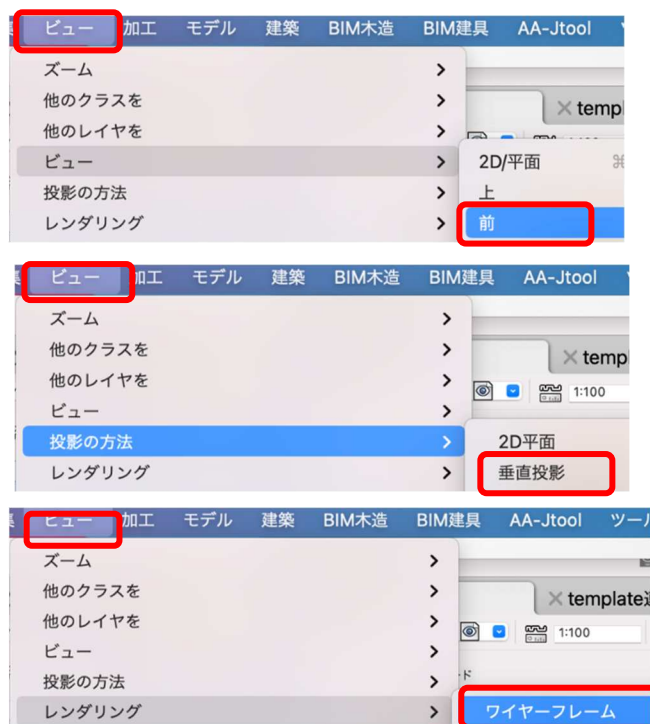 ビュー 加工 モデル 建築 BIM木造 BIM建具 AA-Jtool
ズーム
他のクラスを
templ
他のレイヤを
ビュー
2D/平面 ⌘
投影の方法
上
レンダリング
前
ビュー 加工 モデル 建築 BIM木造 BIM建具 AA-Jtool
ズーム
他のクラスを
temp
他のレイヤを
1:100
ビュー
投影の方法
2D平面
レンダリング
垂直投影
ビュー 加工 モデル 建築 BIM木造 BIM建具 AA-Jtool ツール
ズーム
他のクラスを
template
他のレイヤを
1:100
ビュー
投影の方法
ド
レンダリング
ワイヤーフレーム